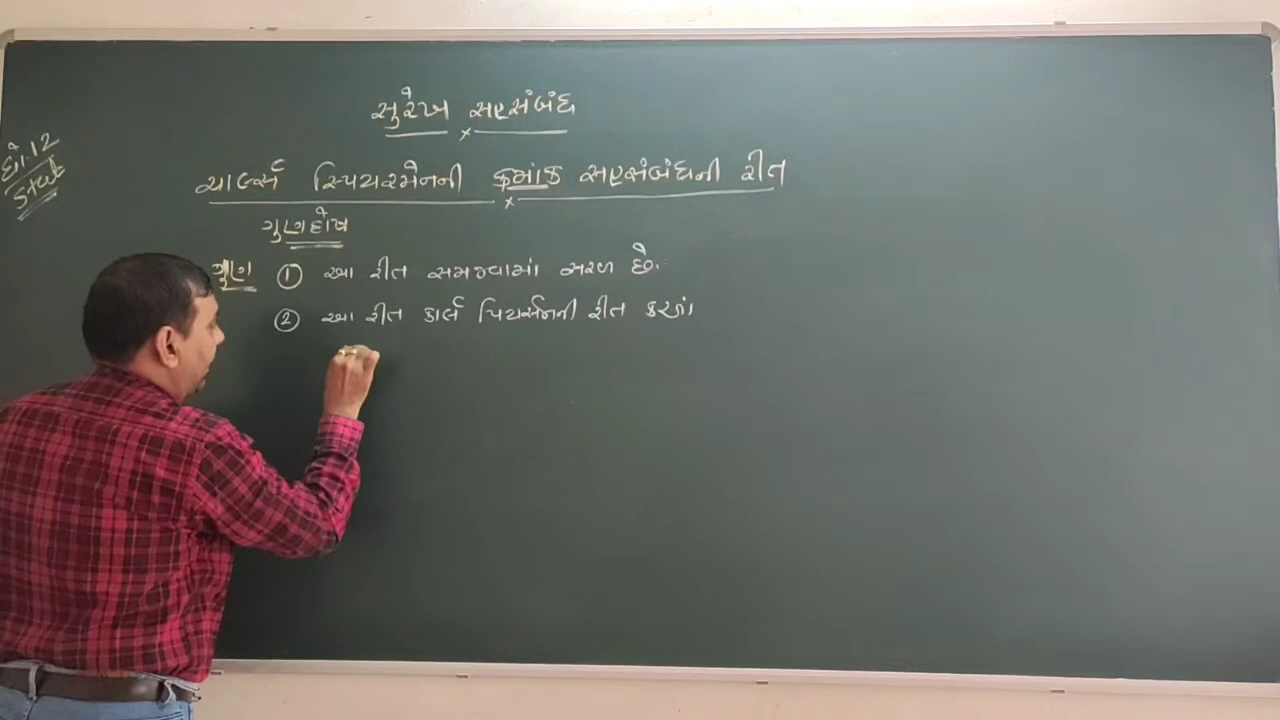 ધો.12
Stat
સુરેખ સહસંબંધ
ચાર્લ્સ સ્પિયરમેનની ક્રમાંક સહસંબંધની રીત
ગુણદોષ
ગુણ ① આ રીત સમજવામાં સરળ છે.
② આ રીત કાર્લ પિયર્સનની રીત કરતાં